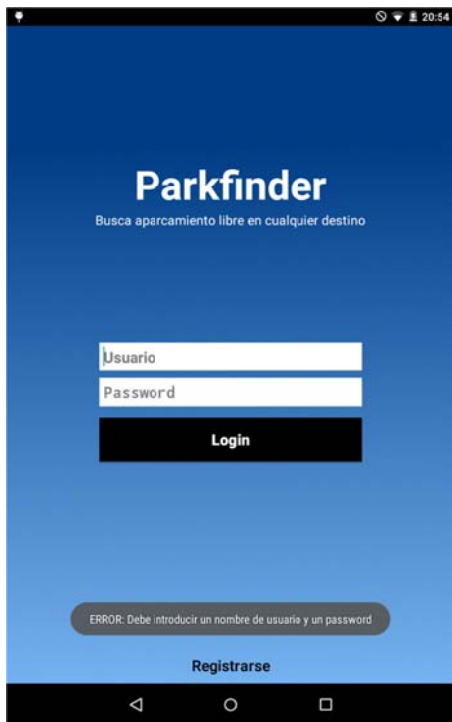 20:54
Parkfinder
Busca aparcamiento libre en cualquier destino
Usuario
Password
Login
ERROR: Debe introducir un nombre de usuario y un password
Registrarse